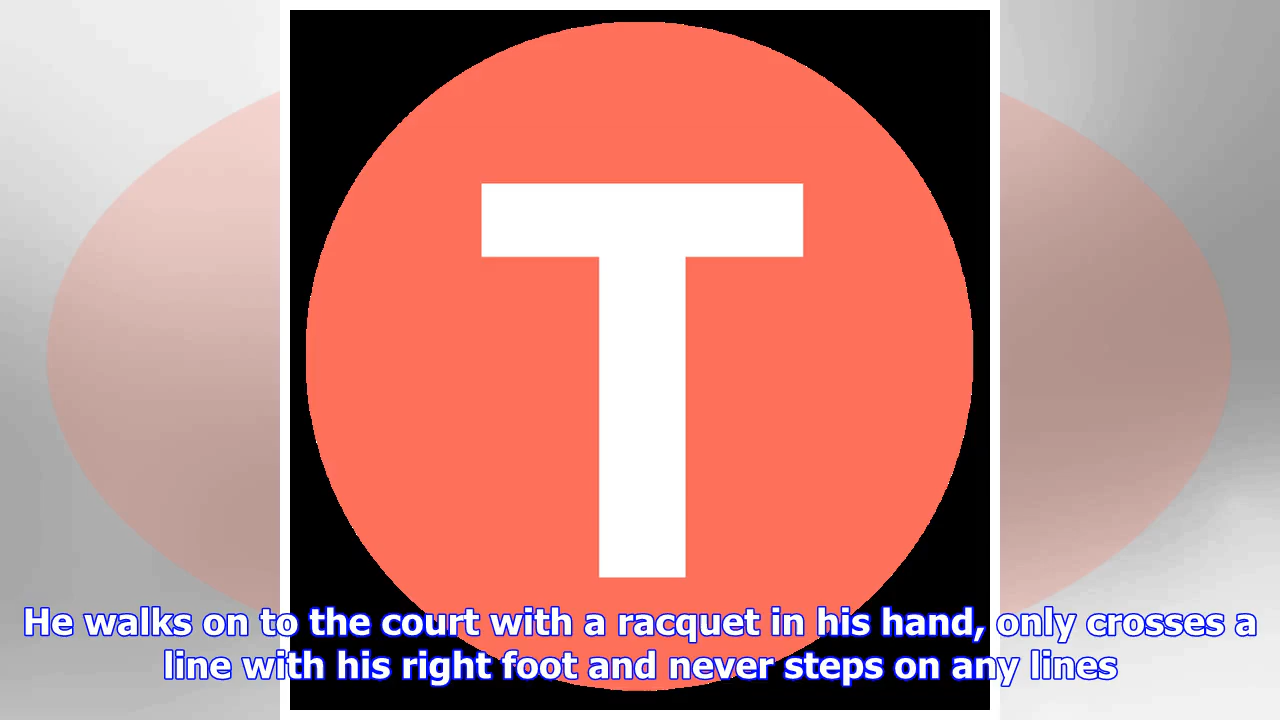 T
He walks on to the court with a racquet in his hand, only crosses a
line with his right foot and never steps on any lines